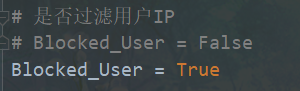 # 是否过滤用户IP
# Blocked_User = False
Blocked_User = True